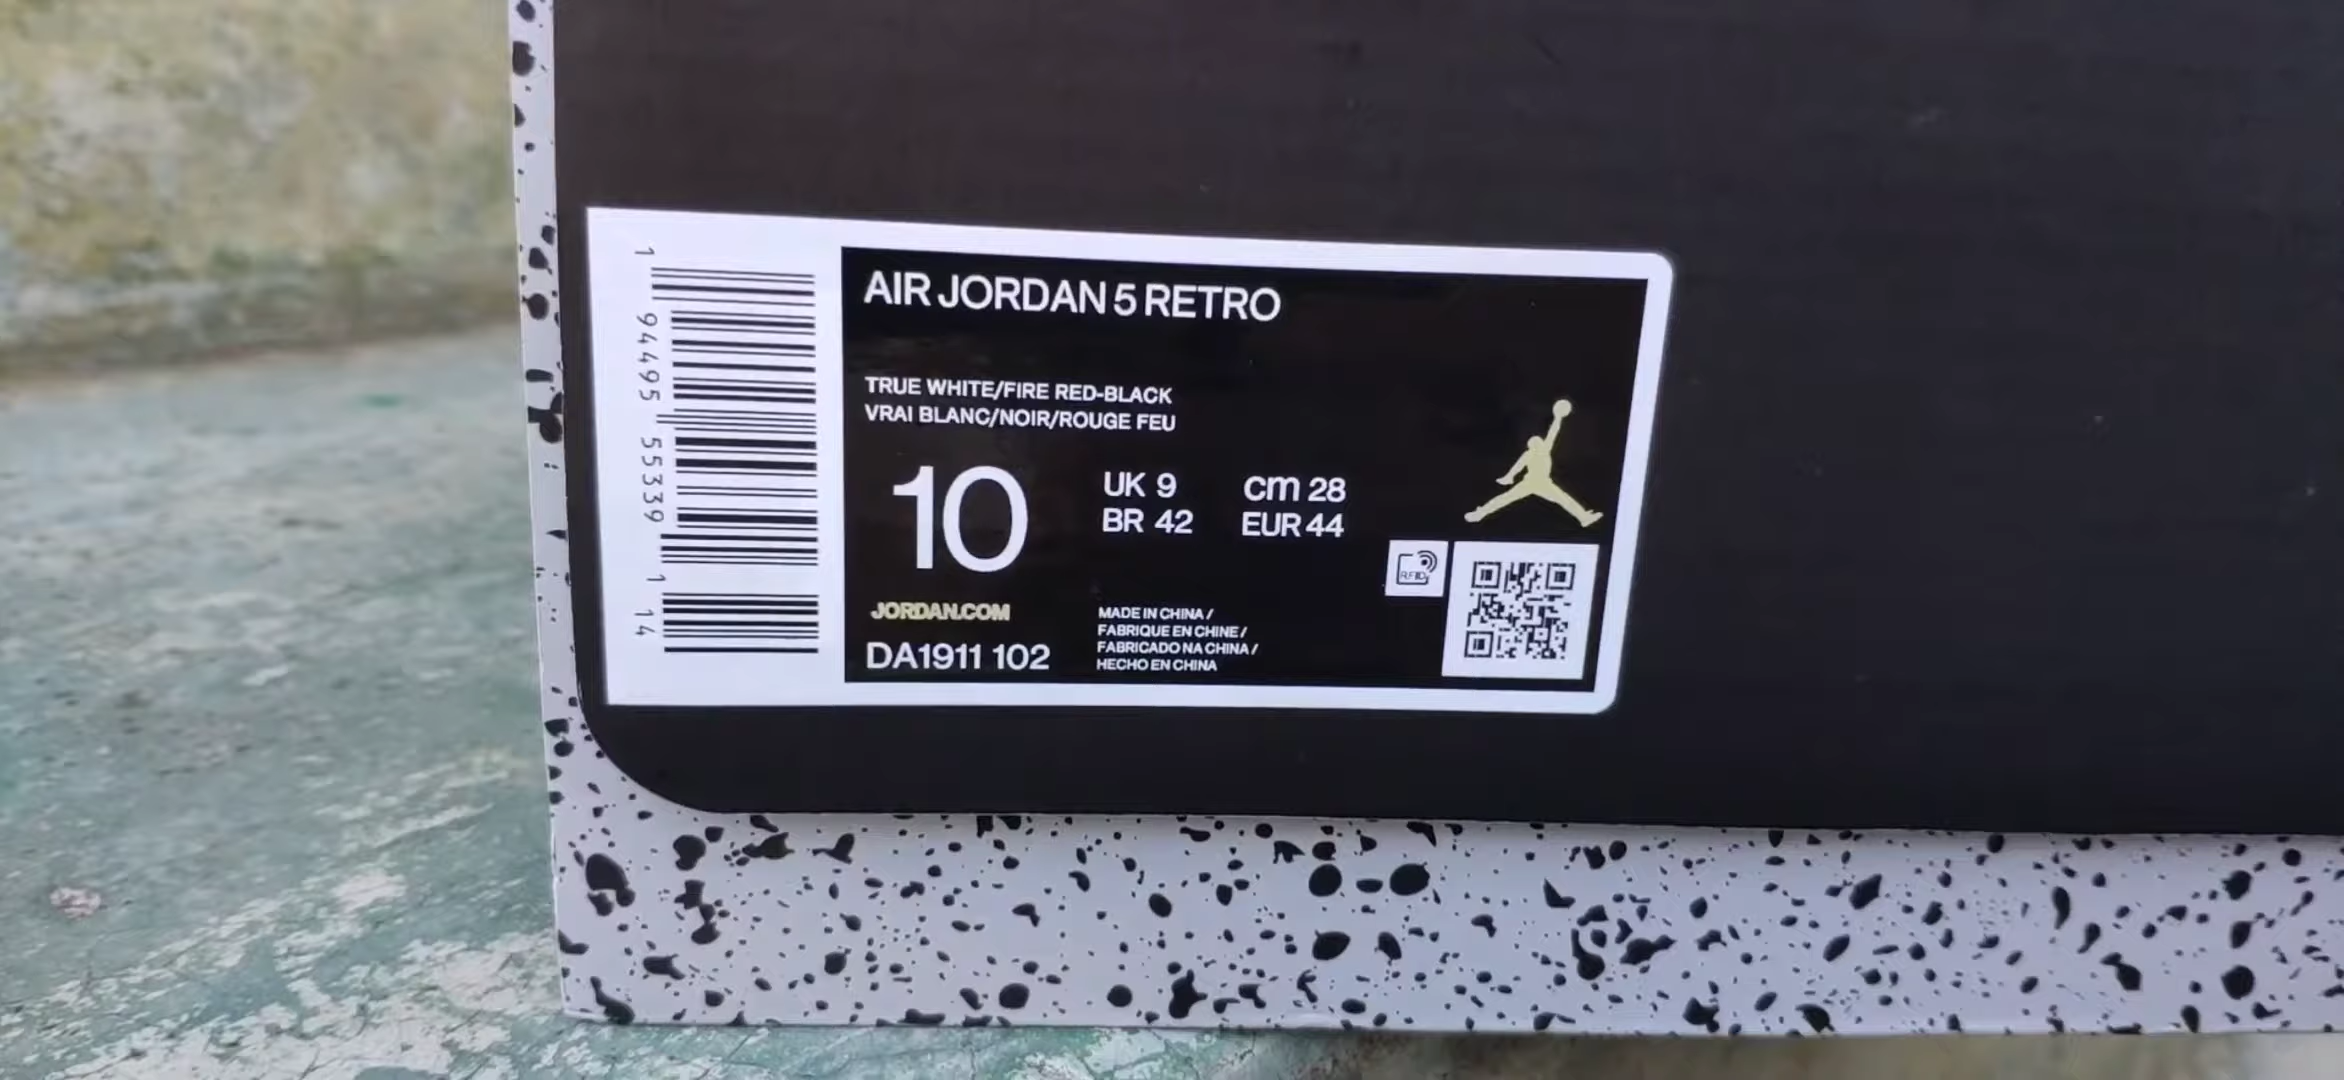 1 94495 55339 1 14
AIR JORDAN 5 RETRO
TRUE WHITE/FIRE RED-BLACK
VRAI BLANC/NOIR/ROUGE FEU
10
UK 9
cm 28
BR 42
EUR 44
JORDAN.COM
DA1911 102
MADE IN CHINA /
FABRIQUE EN CHINE /
FABRICADO NA CHINA /
HECHO EN CHINA
RFID